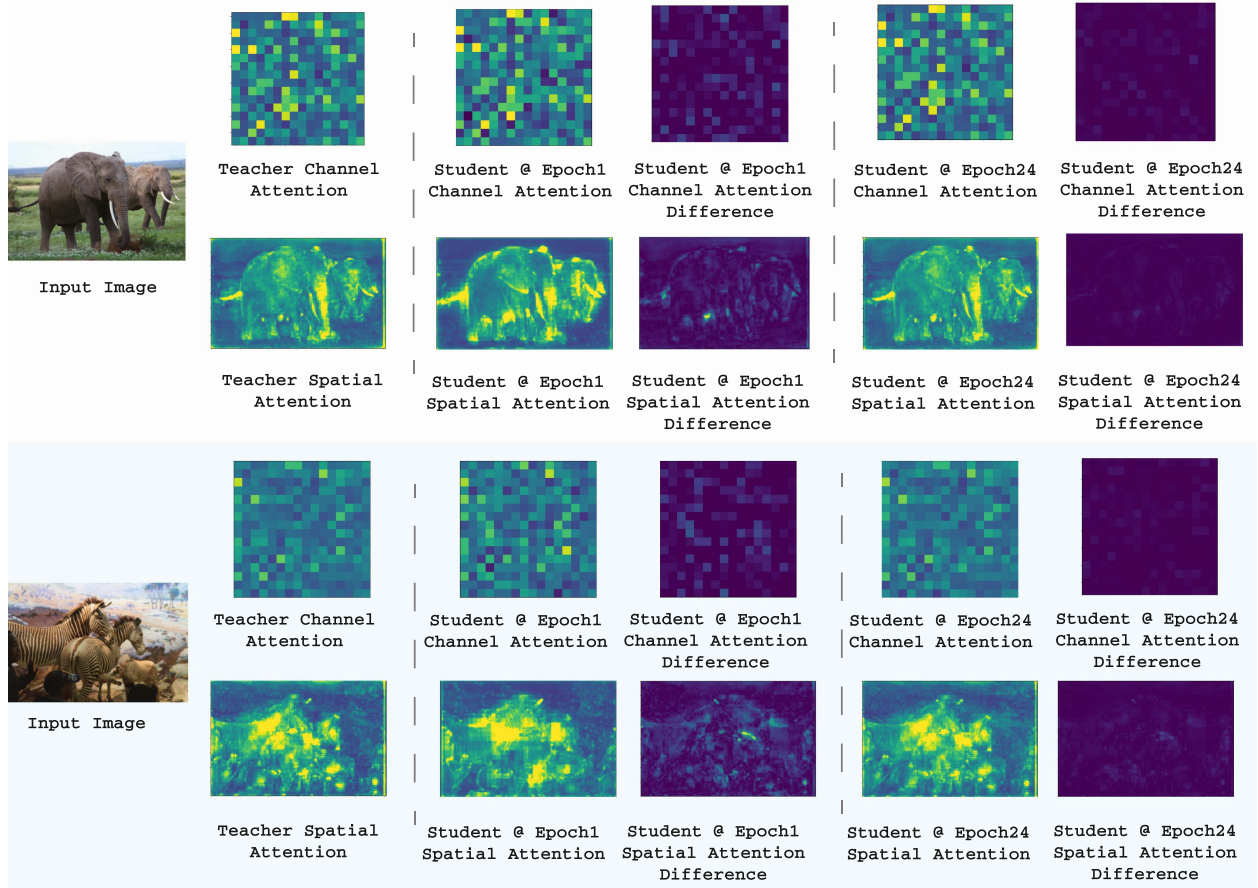 Teacher Channel
Attention
Student @ Epoch1
Channel Attention
Student @ Epoch1
Channel Attention
Difference
Student @ Epoch24
Channel Attention
Student @ Epoch24
Channel Attention
Difference
Input Image
Teacher Spatial
Attention
Student @ Epoch1
Spatial Attention
Student @ Epoch1
Spatial Attention
Difference
Student @ Epoch24
Spatial Attention
Student @ Epoch24
Spatial Attention
Difference
Teacher Channel
Attention
Student @ Epoch1
Channel Attention
Student @ Epoch1
Channel Attention
Difference
Student @ Epoch24
Channel Attention
Student @ Epoch24
Channel Attention
Difference
Input Image
Teacher Spatial
Attention
Student @ Epoch1
Spatial Attention
Student @ Epoch1
Spatial Attention
Difference
Student @ Epoch24
Spatial Attention
Student @ Epoch24
Spatial Attention
Difference